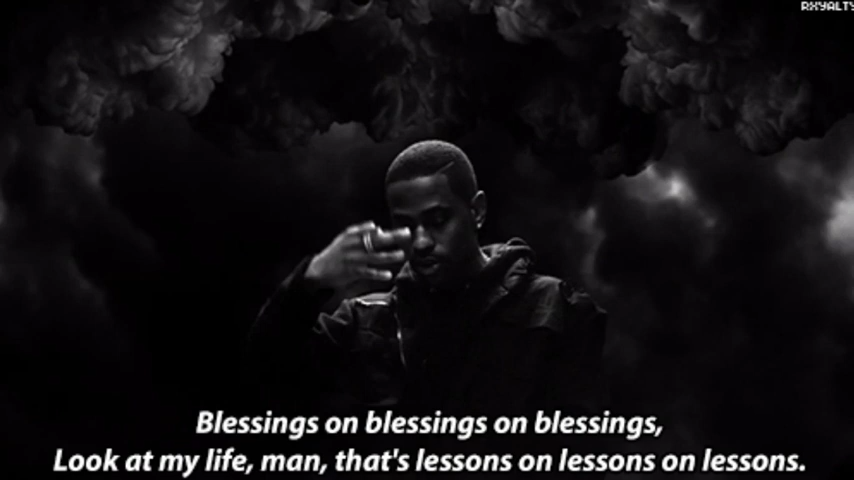 RXYALTY
Blessings on blessings on blessings,
Look at my life, man, that's lessons on lessons on lessons.